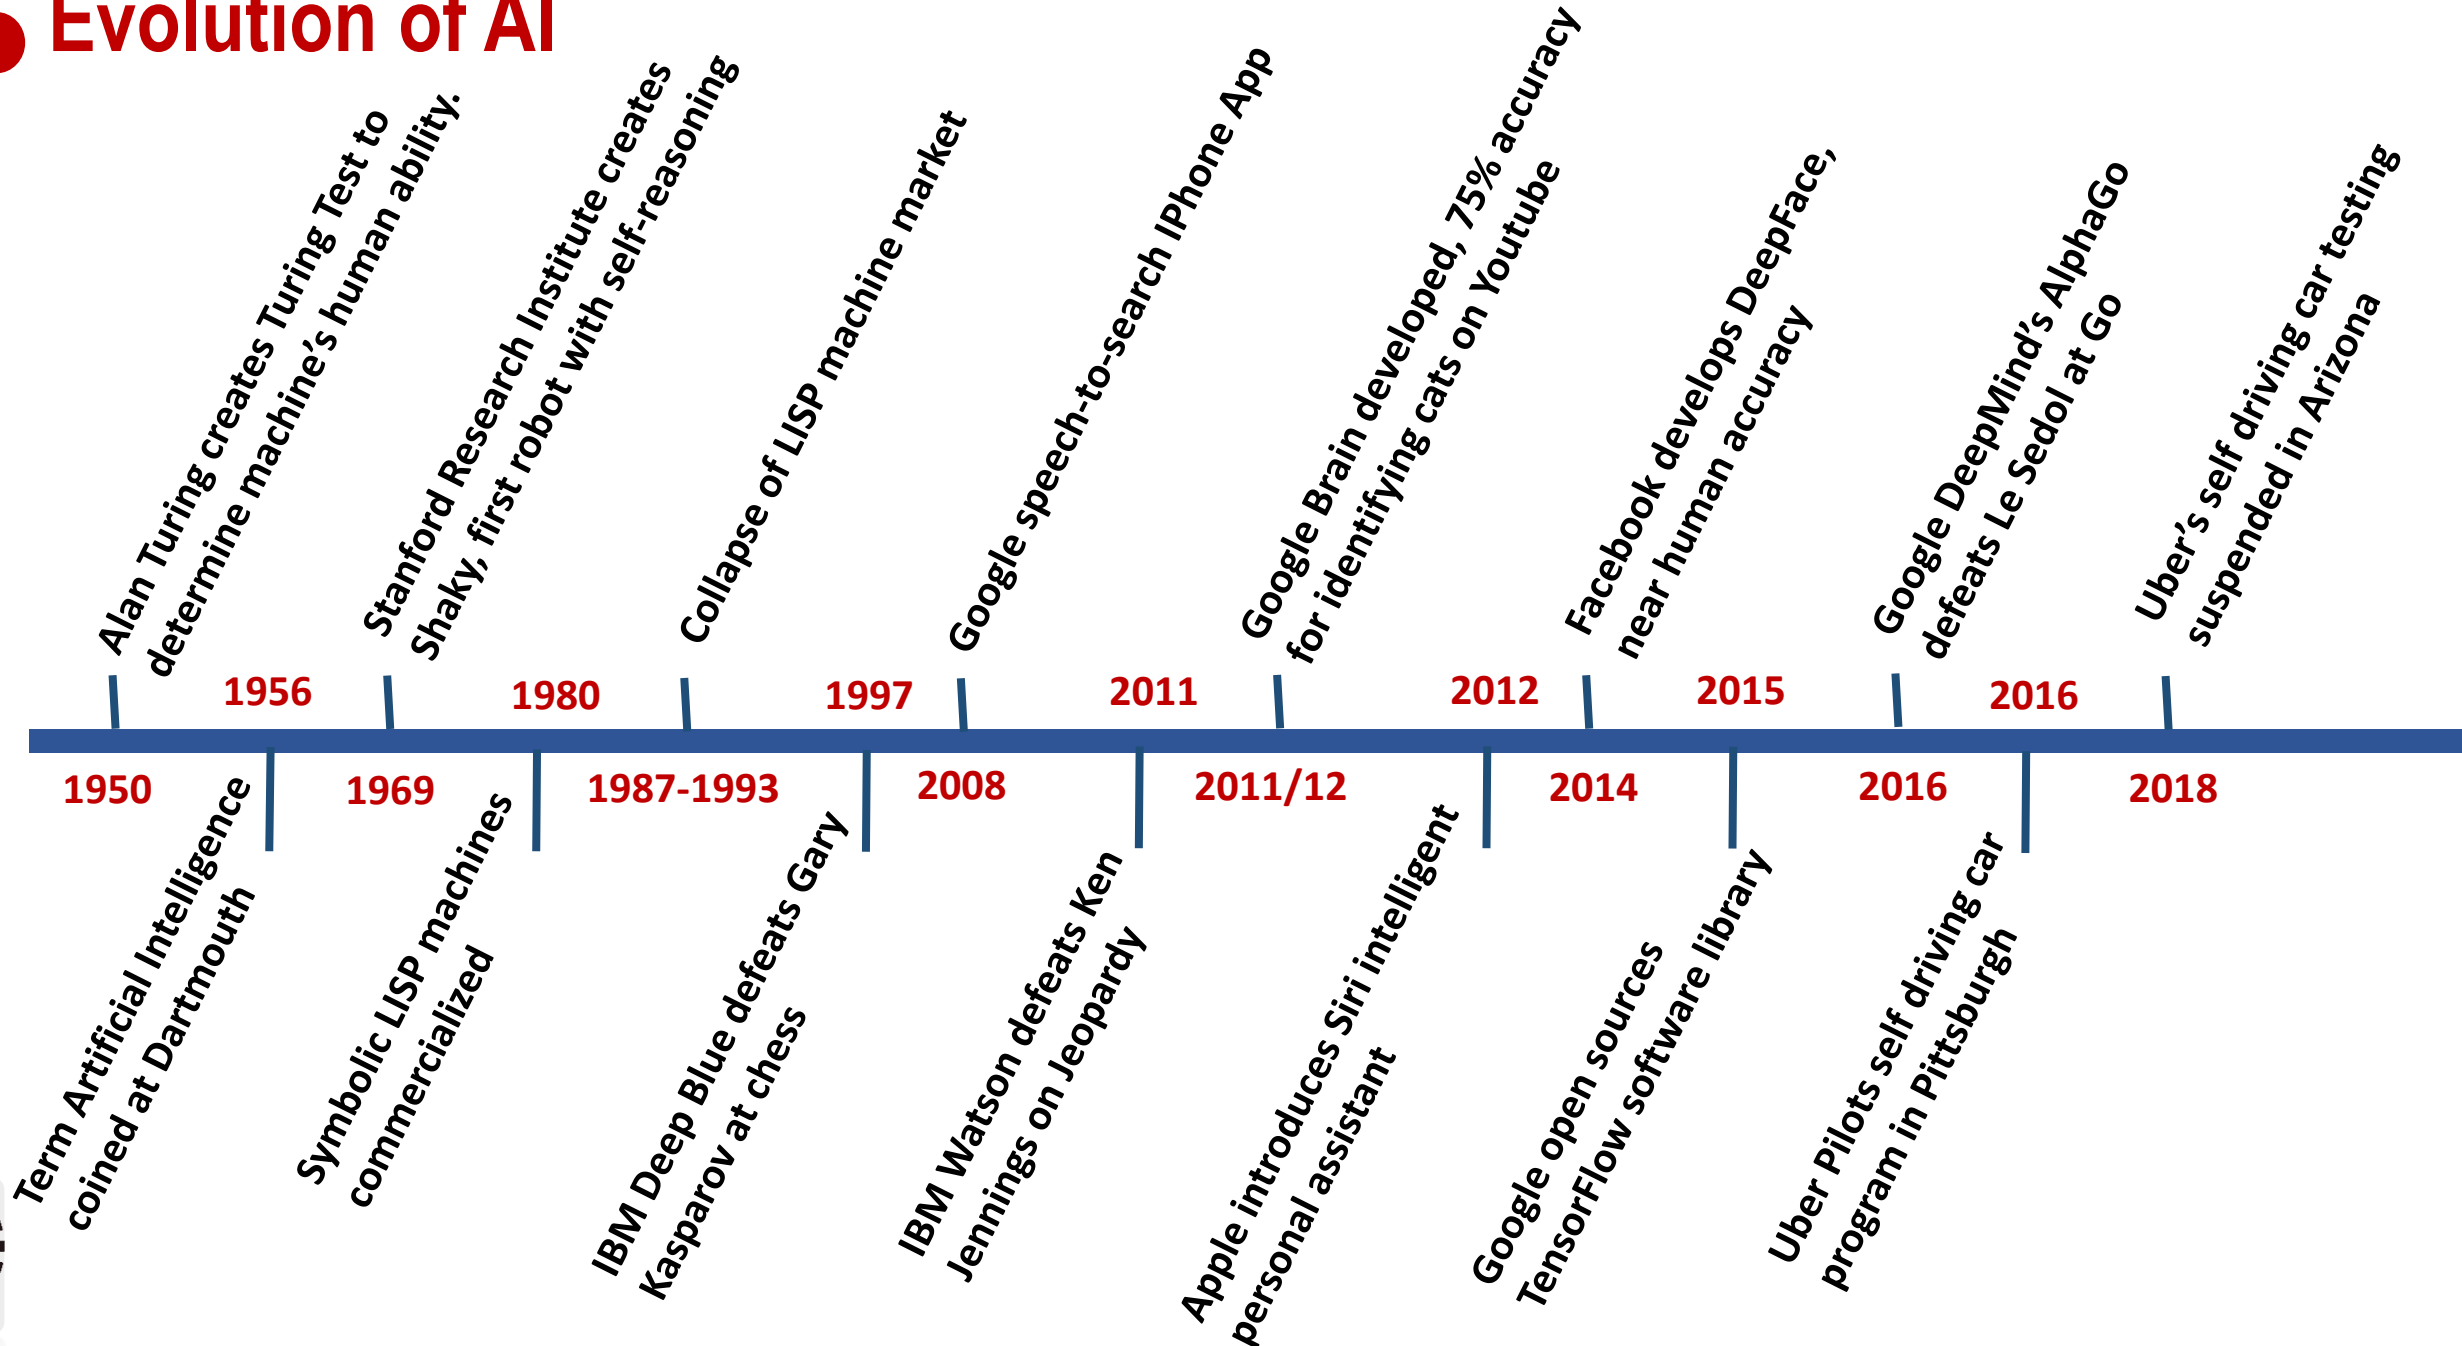 Evolution of AI
Alan Turing creates Turing Test to
determine machine's human ability.
1950
1956
Term Artificial Intelligence
coined at Dartmouth
Stanford Research Institute creates
Shaky, first robot with self-reasoning
1969
1980
Symbolic LISP machines
commercialized
Collapse of LISP machine market
1987-1993
1997
IBM Deep Blue defeats Gary
Kasparov at chess
Google speech-to-search IPhone App
2008
2011
IBM Watson defeats Ken
Jennings on Jeopardy
Google Brain developed, 75% accuracy
for identifying cats on Youtube
2011/12
2012
Apple introduces Siri intelligent
personal assistant
Facebook develops DeepFace,
near human accuracy
2014
2015
Google open sources
TensorFlow software library
Google DeepMind's AlphaGo
defeats Le Sedol at Go
2016
2016
Uber Pilots self driving car
program in Pittsburgh
Uber's self driving car testing
suspended in Arizona
2018